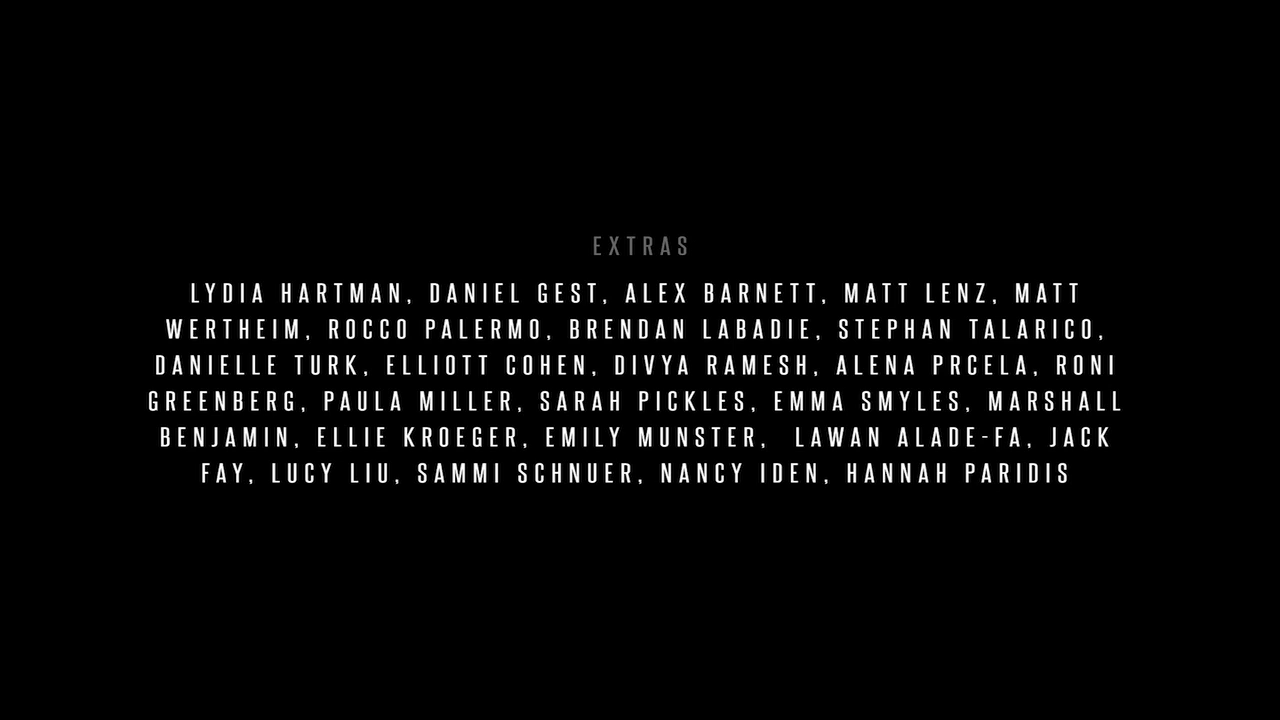 EXTRAS
LYDIA HARTMAN, DANIEL GEST, ALEX BARNETT, MATT LENZ, MATT
WERTHEIM, ROCCO PALERMO, BRENDAN LABADIE, STEPHAN TALARICO,
DANIELLE TURK, ELLIOTT COHEN, DIVYA RAMESH, ALENA PRCELA, RONI
GREENBERG, PAULA MILLER, SARAH PICKLES, EMMA SMYLES, MARSHALL
BENJAMIN, ELLIE KROEGER, EMILY MUNSTER, LAWAN ALADE-FA, JACK
FAY, LUCY LIU, SAMMI SCHNUER, NANCY IDEN, HANNAH PARIDIS